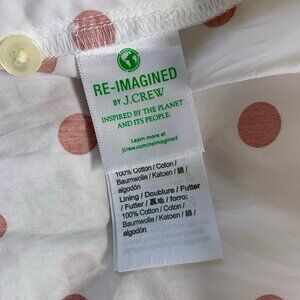 RE-IMAGINED
BY J.CREW
INSPIRED BY THE PLANET
AND ITS PEOPLE.
Learn more at
jcrew.com/reimagined
100% Cotton / Coton /
Baumwolle / Katoen / 綿 /
algodón
Lining / Doublure / Futter
/ Futter / 裏地 / forro:
100% Cotton / Coton /
Baumwolle / Katoen / 綿 /
algodón